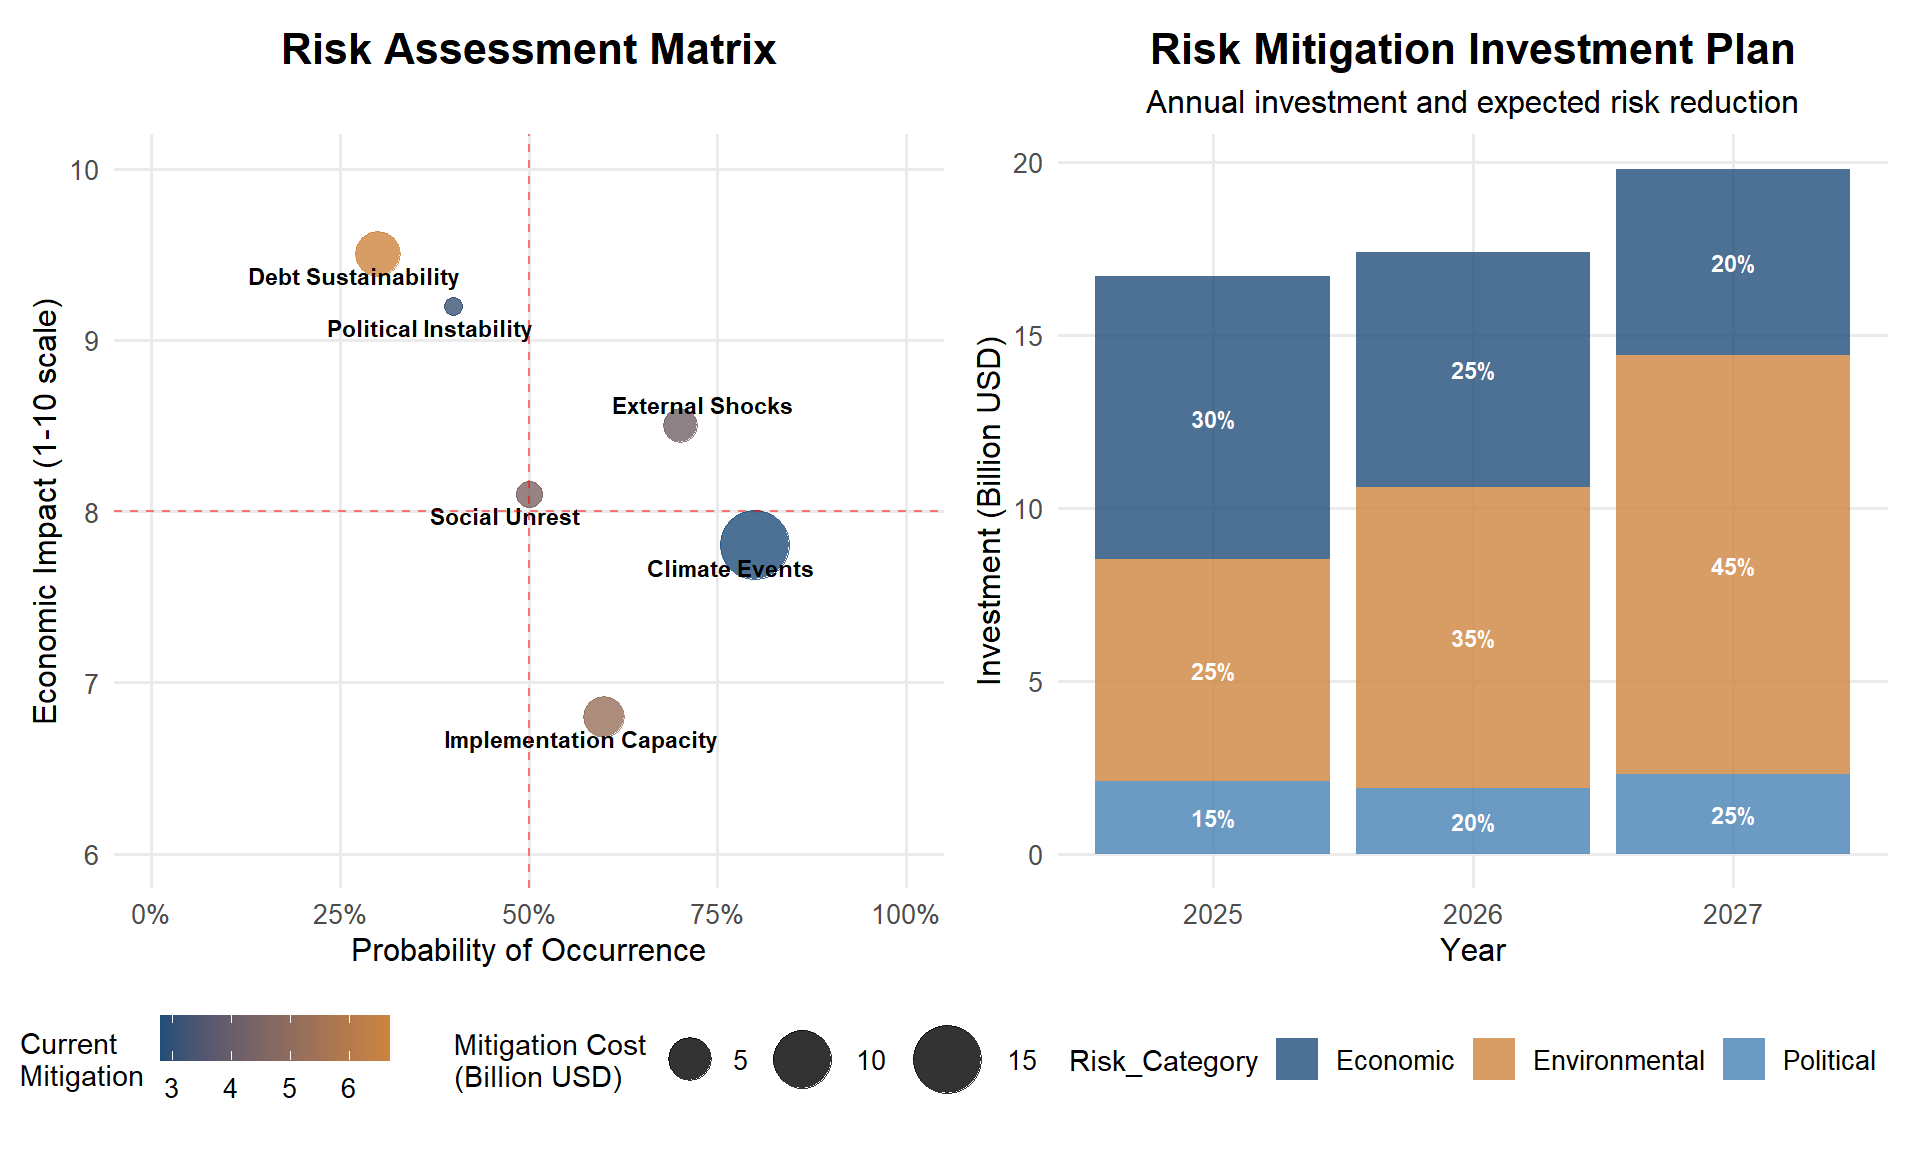 Risk Assessment Matrix
Economic Impact (1-10 scale)
10
9
8
7
6
Debt Sustainability
Political Instability
External Shocks
Social Unrest
Climate Events
Implementation Capacity
0%
25%
50%
75%
100%
Probability of Occurrence
Current
Mitigation
3
4
5
6
Mitigation Cost
(Billion USD)
5
10
15
Risk Mitigation Investment Plan
Annual investment and expected risk reduction
Investment (Billion USD)
20
15
10
5
0
30%
25%
15%
25%
35%
20%
20%
45%
25%
2025
2026
2027
Year
Risk_Category
Economic
Environmental
Political